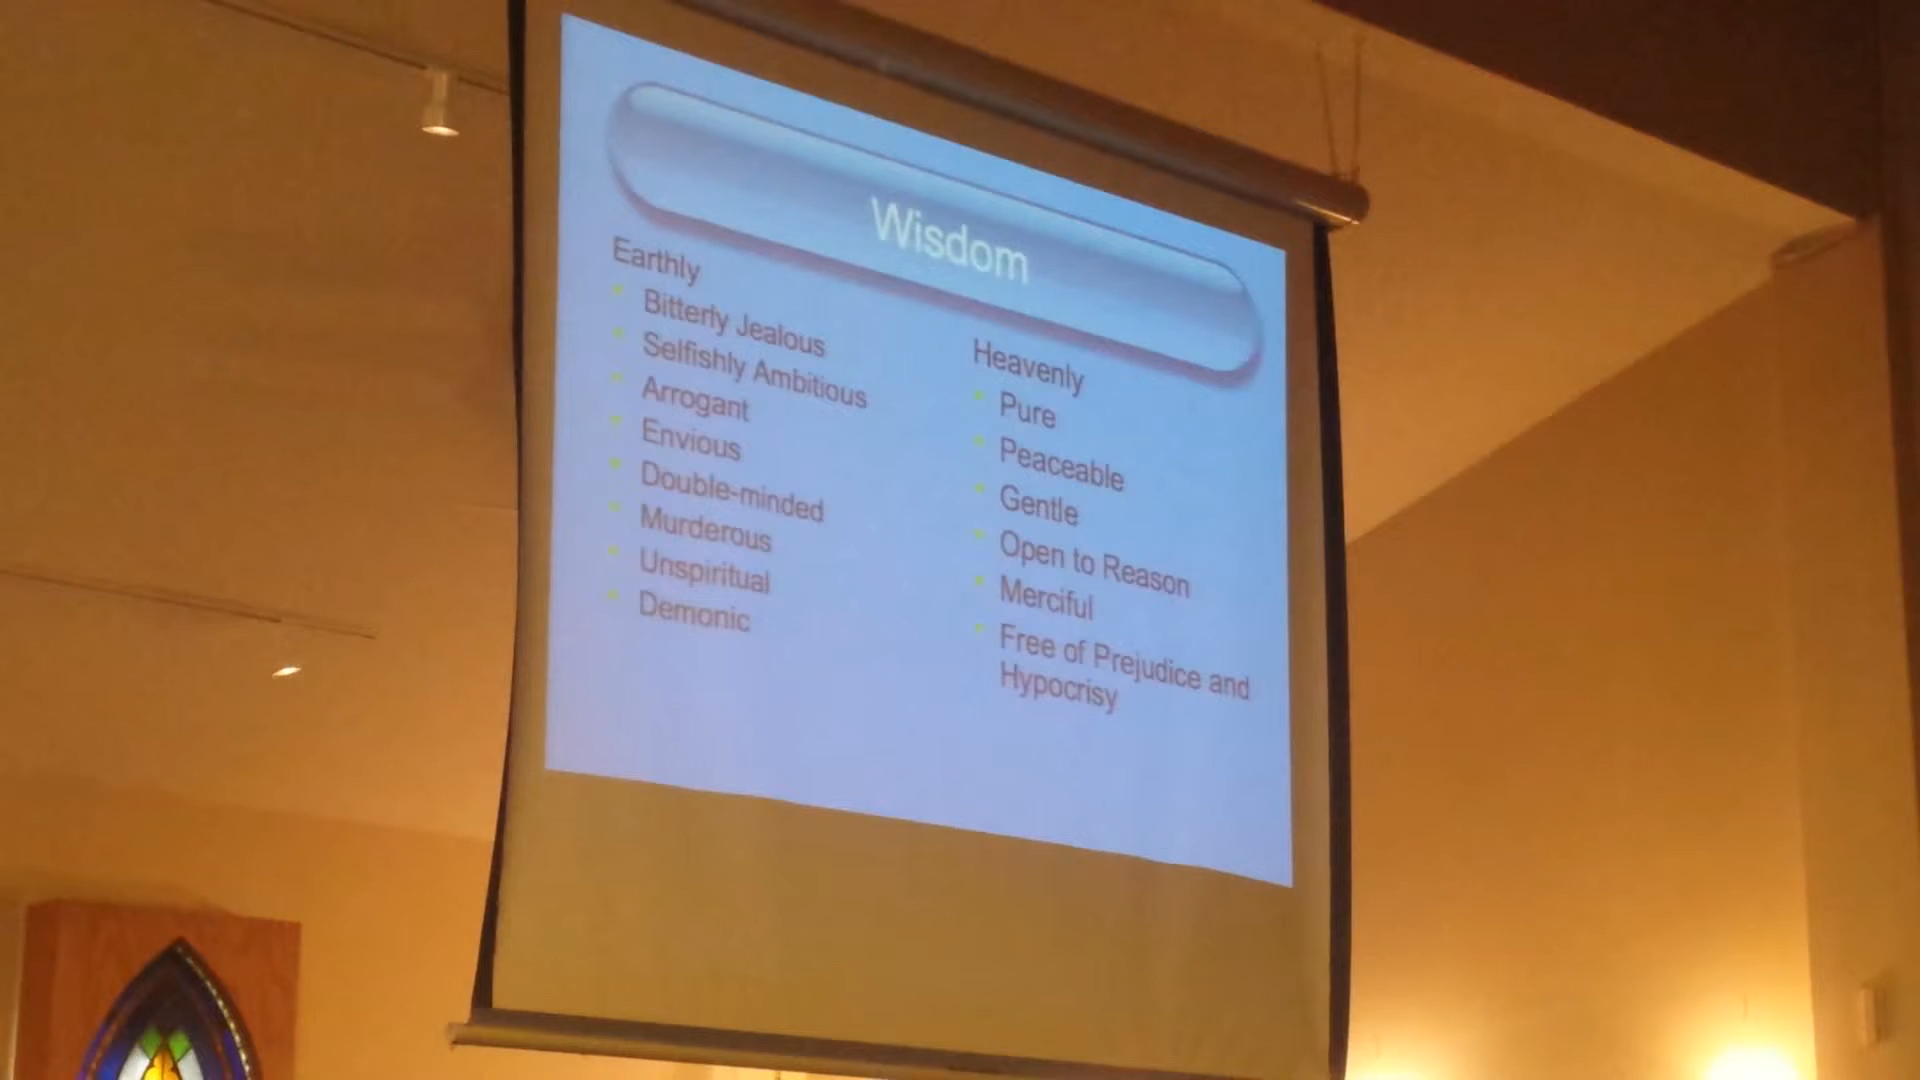 Wisdom
Earthly
Bitterly Jealous
Selfishly Ambitious
Arrogant
Envious
Double-minded
Murderous
Unspiritual
Demonic
Heavenly
Pure
Peaceable
Gentle
Open to Reason
Merciful
Free of Prejudice and
Hypocrisy